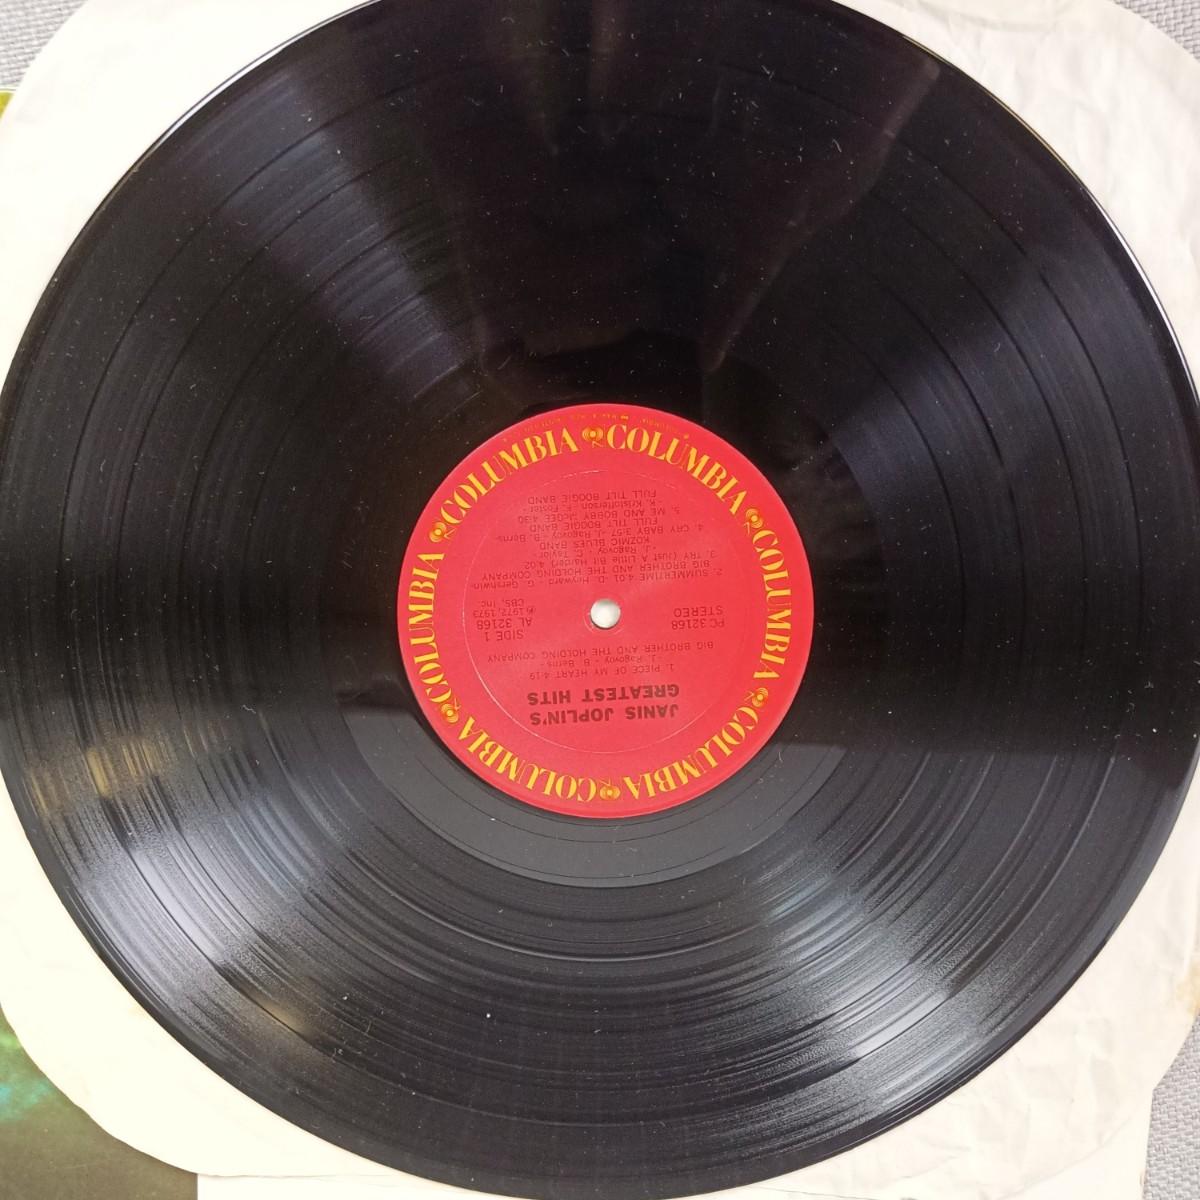 COLUMBIA COLUMBIA COLUMBIA COLUMBIA COLUMBIA COLUMBIA COLUMBIA
JANIS JOPLIN'S
GREATEST HITS
1. PIECE OF MY HEART 4:19
-J. Ragovoy - B. Berns-
BIG BROTHER AND THE HOLDING COMPANY
PC 32168
STEREO
SIDE 1
AL 32168
℗ 1972, 1973
CBS, Inc.
2. SUMMERTIME 4:01 -D. Heyward - G. Gershwin-
BIG BROTHER AND THE HOLDING COMPANY
3. TRY (Just A Little Bit Harder) 4:02
-J. Ragovoy - C. Taylor-
KOZMIC BLUES BAND
4. CRY BABY 3:57 -J. Ragovoy - B. Berns-
FULL TILT BOOGIE BAND
5. ME AND BOBBY McGEE 4:30
-K. Kristofferson - F. Foster-
FULL TILT BOOGIE BAND